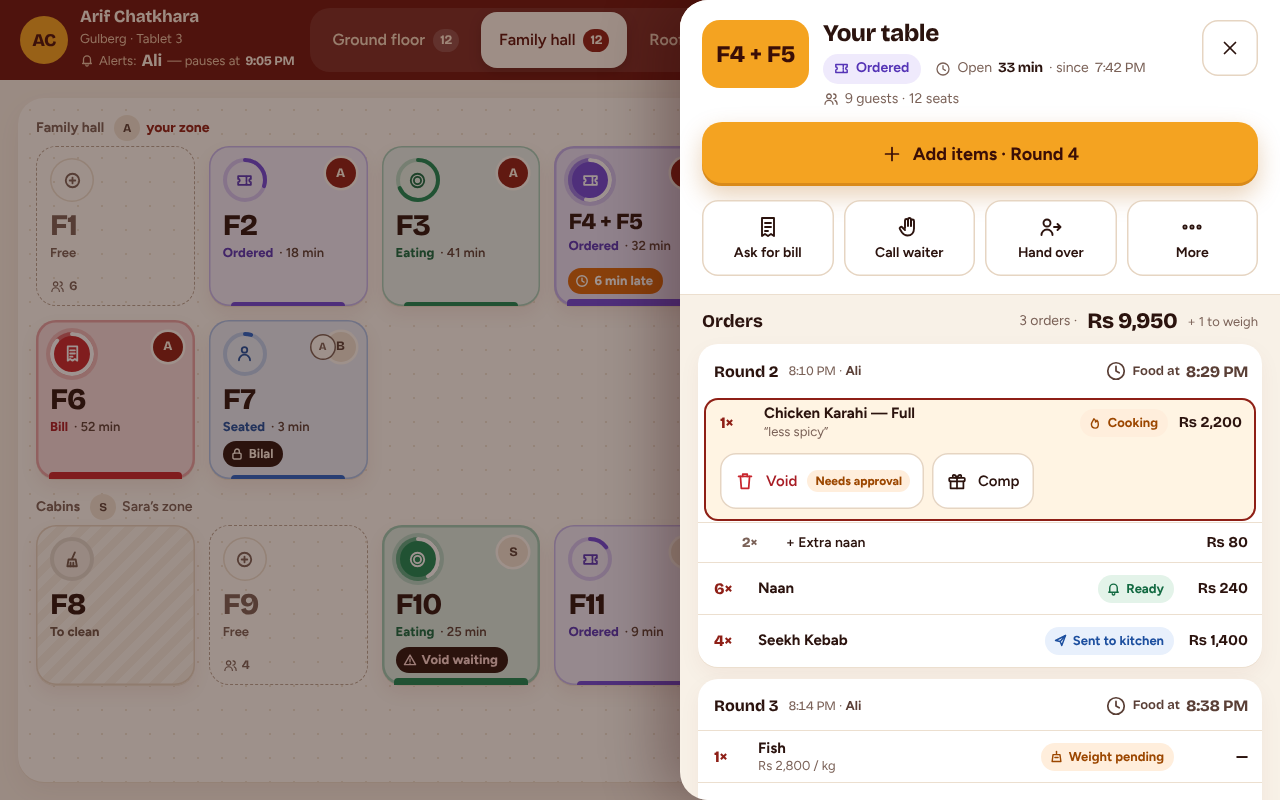 AC
Arif Chatkhara
Gulberg · Tablet 3
Alerts: Ali — pauses at 9:05 PM
Ground floor 12
Family hall 12
Family hall A your zone
F1
Free
6
A
F2
Ordered · 18 min
A
F3
Eating · 41 min
F4 + F5
Ordered · 32 min
6 min late
A
F6
Bill · 52 min
A B
F7
Seated · 3 min
Bilal
Cabins S Sara's zone
F8
To clean
F9
Free
4
S
F10
Eating · 25 min
Void waiting
F11
Ordered · 9 min
F4 + F5
Your table
Ordered Open 33 min · since 7:42 PM
9 guests · 12 seats
Add items · Round 4
Ask for bill
Call waiter
Hand over
More
Orders 3 orders · Rs 9,950 + 1 to weigh
Round 2 8:10 PM · Ali Food at 8:29 PM
1× Chicken Karahi — Full Cooking Rs 2,200
"less spicy"
Void Needs approval Comp
2× + Extra naan Rs 80
6× Naan Ready Rs 240
4× Seekh Kebab Sent to kitchen Rs 1,400
Round 3 8:14 PM · Ali Food at 8:38 PM
1× Fish Weight pending –
Rs 2,800 / kg